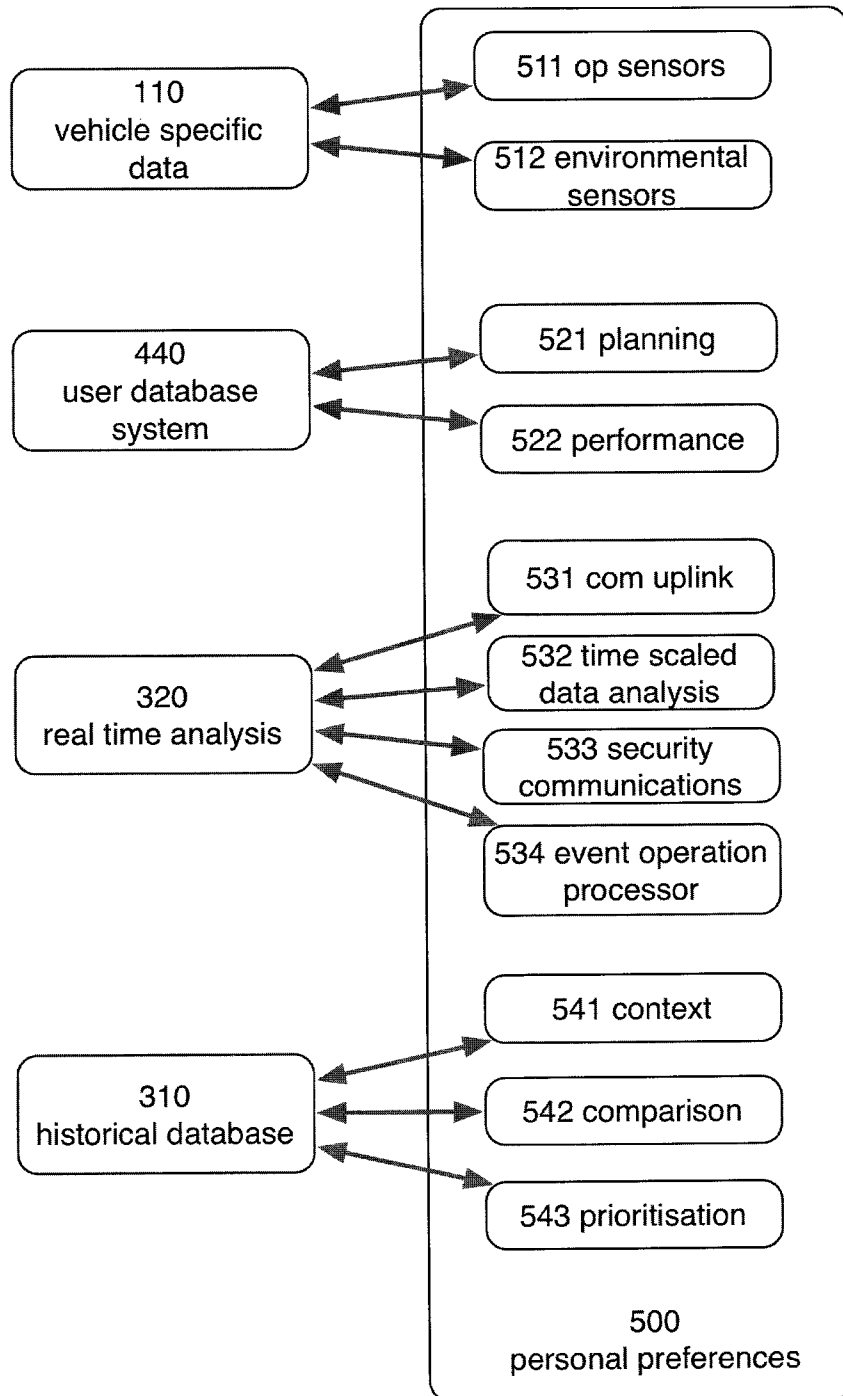 110
vehicle specific
data
511 op sensors
512 environmental
sensors
440
user database
system
521 planning
522 performance
320
real time analysis
531 com uplink
532 time scaled
data analysis
533 security
communications
534 event operation
processor
310
historical database
541 context
542 comparison
543 prioritisation
500
personal preferences